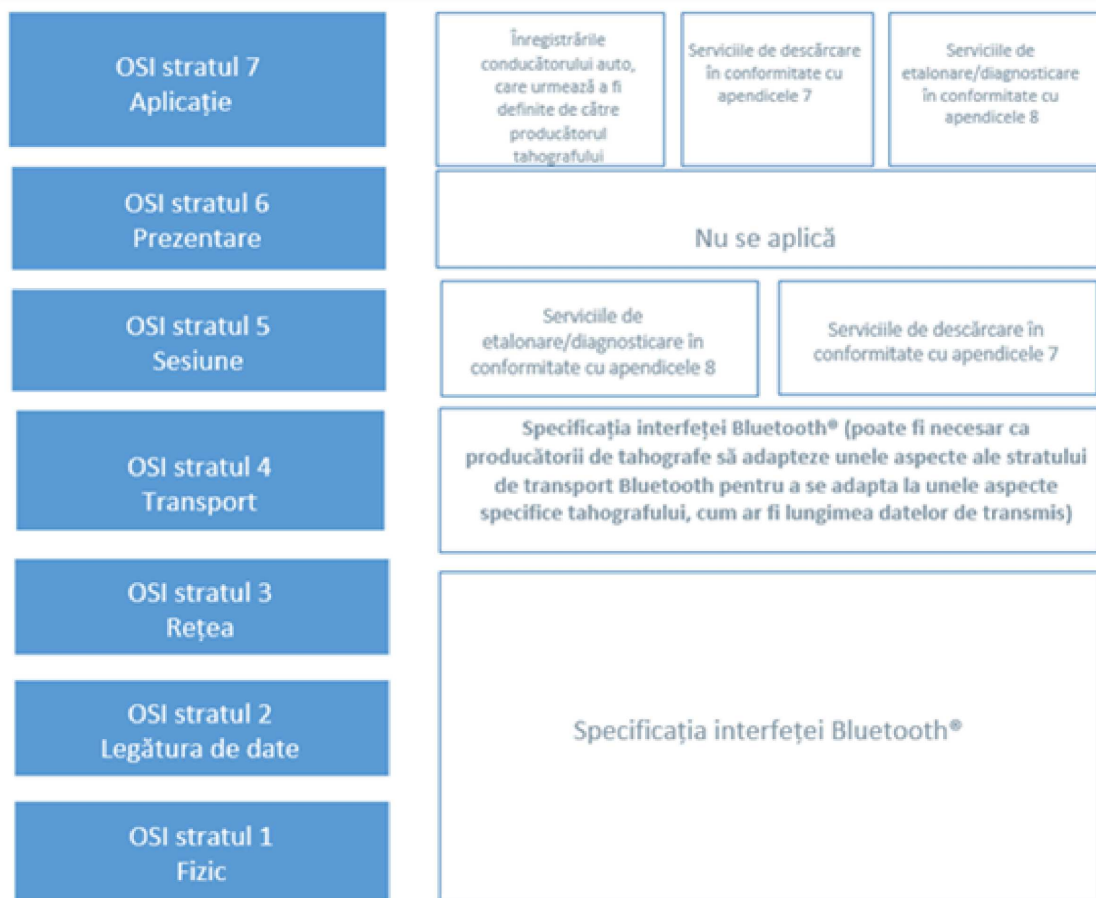 OSI stratul 7
Aplicație
Înregistrările
conducătorului auto,
care urmează a fi
definite de către
producătorul
tahografului
Serviciile de descărcare
în conformitate cu
apendicele 7
Serviciile de
etalonare/diagnosticare
în conformitate cu
apendicele 8
OSI stratul 6
Prezentare
Nu se aplică
OSI stratul 5
Sesiune
Serviciile de
etalonare/diagnosticare în
conformitate cu apendicele 8
Serviciile de descărcare în
conformitate cu apendicele 7
OSI stratul 4
Transport
Specificația interfeței Bluetooth® (poate fi necesar ca
producătorii de tahografe să adapteze unele aspecte ale stratului
de transport Bluetooth pentru a se adapta la unele aspecte
specifice tahografului, cum ar fi lungimea datelor de transmis)
OSI stratul 3
Rețea
OSI stratul 2
Legătura de date
OSI stratul 1
Fizic
Specificația interfeței Bluetooth®